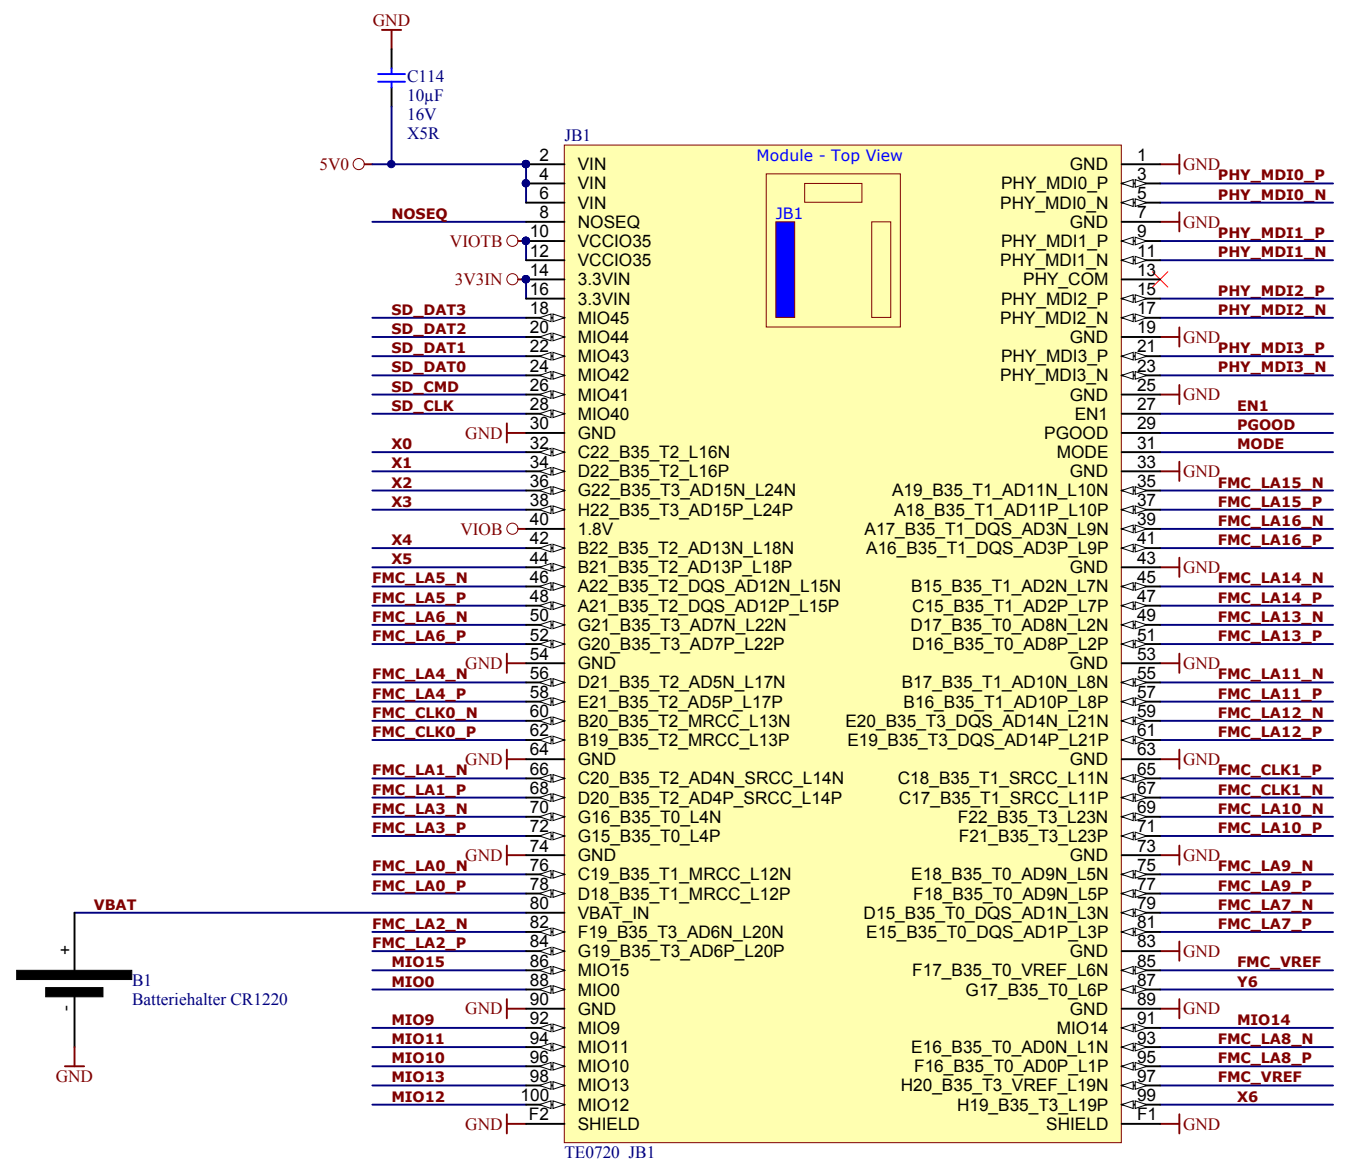 GND
C114
10µF
16V
X5R
JB1
Module - Top View
JB1
5V0 2 VIN GND 1 GND
4 VIN PHY_MDI0_P 3 PHY_MDI0_P
6 VIN PHY_MDI0_N 5 PHY_MDI0_N
NOSEQ 8 NOSEQ GND 7 GND
VIOTB 10 VCCIO35 PHY_MDI1_P 9 PHY_MDI1_P
12 VCCIO35 PHY_MDI1_N 11 PHY_MDI1_N
3V3IN 14 3.3VIN PHY_COM 13
16 3.3VIN PHY_MDI2_P 15 PHY_MDI2_P
SD_DAT3 18 MIO45 PHY_MDI2_N 17 PHY_MDI2_N
SD_DAT2 20 MIO44 GND 19 GND
SD_DAT1 22 MIO43 PHY_MDI3_P 21 PHY_MDI3_P
SD_DAT0 24 MIO42 PHY_MDI3_N 23 PHY_MDI3_N
SD_CMD 26 MIO41 GND 25 GND
SD_CLK 28 MIO40 EN1 27 EN1
GND 30 GND PGOOD 29 PGOOD
X0 32 C22_B35_T2_L16N MODE 31 MODE
X1 34 D22_B35_T2_L16P GND 33 GND
X2 36 G22_B35_T3_AD15N_L24N A19_B35_T1_AD11N_L10N 35 FMC_LA15_N
X3 38 H22_B35_T3_AD15P_L24P A18_B35_T1_AD11P_L10P 37 FMC_LA15_P
VIOB 40 1.8V A17_B35_T1_DQS_AD3N_L9N 39 FMC_LA16_N
X4 42 B22_B35_T2_AD13N_L18N A16_B35_T1_DQS_AD3P_L9P 41 FMC_LA16_P
X5 44 B21_B35_T2_AD13P_L18P GND 43 GND
FMC_LA5_N 46 A22_B35_T2_DQS_AD12N_L15N B15_B35_T1_AD2N_L7N 45 FMC_LA14_N
FMC_LA5_P 48 A21_B35_T2_DQS_AD12P_L15P C15_B35_T1_AD2P_L7P 47 FMC_LA14_P
FMC_LA6_N 50 G21_B35_T3_AD7N_L22N D17_B35_T0_AD8N_L2N 49 FMC_LA13_N
FMC_LA6_P 52 G20_B35_T3_AD7P_L22P D16_B35_T0_AD8P_L2P 51 FMC_LA13_P
GND 54 GND GND 53 GND
FMC_LA4_N 56 D21_B35_T2_AD5N_L17N B17_B35_T1_AD10N_L8N 55 FMC_LA11_N
FMC_LA4_P 58 E21_B35_T2_AD5P_L17P B16_B35_T1_AD10P_L8P 57 FMC_LA11_P
FMC_CLK0_N 60 B20_B35_T2_MRCC_L13N E20_B35_T3_DQS_AD14N_L21N 59 FMC_LA12_N
FMC_CLK0_P 62 B19_B35_T2_MRCC_L13P E19_B35_T3_DQS_AD14P_L21P 61 FMC_LA12_P
GND 64 GND GND 63 GND
FMC_LA1_N 66 C20_B35_T2_AD4N_SRCC_L14N C18_B35_T1_SRCC_L11N 65 FMC_CLK1_P
FMC_LA1_P 68 D20_B35_T2_AD4P_SRCC_L14P C17_B35_T1_SRCC_L11P 67 FMC_CLK1_N
FMC_LA3_N 70 G16_B35_T0_L4N F22_B35_T3_L23N 69 FMC_LA10_N
FMC_LA3_P 72 G15_B35_T0_L4P F21_B35_T3_L23P 71 FMC_LA10_P
GND 74 GND GND 73 GND
FMC_LA0_N 76 C19_B35_T1_MRCC_L12N E18_B35_T0_AD9N_L5N 75 FMC_LA9_N
FMC_LA0_P 78 D18_B35_T1_MRCC_L12P F18_B35_T0_AD9N_L5P 77 FMC_LA9_P
VBAT 80 VBAT_IN D15_B35_T0_DQS_AD1N_L3N 79 FMC_LA7_N
FMC_LA2_N 82 F19_B35_T3_AD6N_L20N E15_B35_T0_DQS_AD1P_L3P 81 FMC_LA7_P
FMC_LA2_P 84 G19_B35_T3_AD6P_L20P GND 83 GND
MIO15 86 MIO15 F17_B35_T0_VREF_L6N 85 FMC_VREF
MIO0 88 MIO0 G17_B35_T0_L6P 87 Y6
GND 90 GND GND 89 GND
MIO9 92 MIO9 MIO14 91 MIO14
MIO11 94 MIO11 E16_B35_T0_AD0N_L1N 93 FMC_LA8_N
MIO10 96 MIO10 F16_B35_T0_AD0P_L1P 95 FMC_LA8_P
MIO13 98 MIO13 H20_B35_T3_VREF_L19N 97 FMC_VREF
MIO12 100 MIO12 H19_B35_T3_L19P 99 X6
GND F2 SHIELD SHIELD F1 GND
TE0720_JB1
+
B1
Batteriehalter CR1220
-
GND